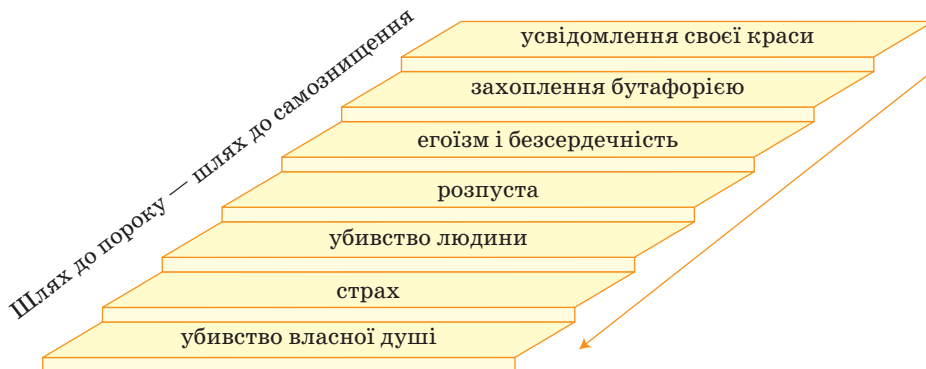 Шлях до пороку — шлях до самознищення
усвідомлення своєї краси
захоплення бутафорією
егоїзм і безсердечність
розпуста
убивство людини
страх
убивство власної душі